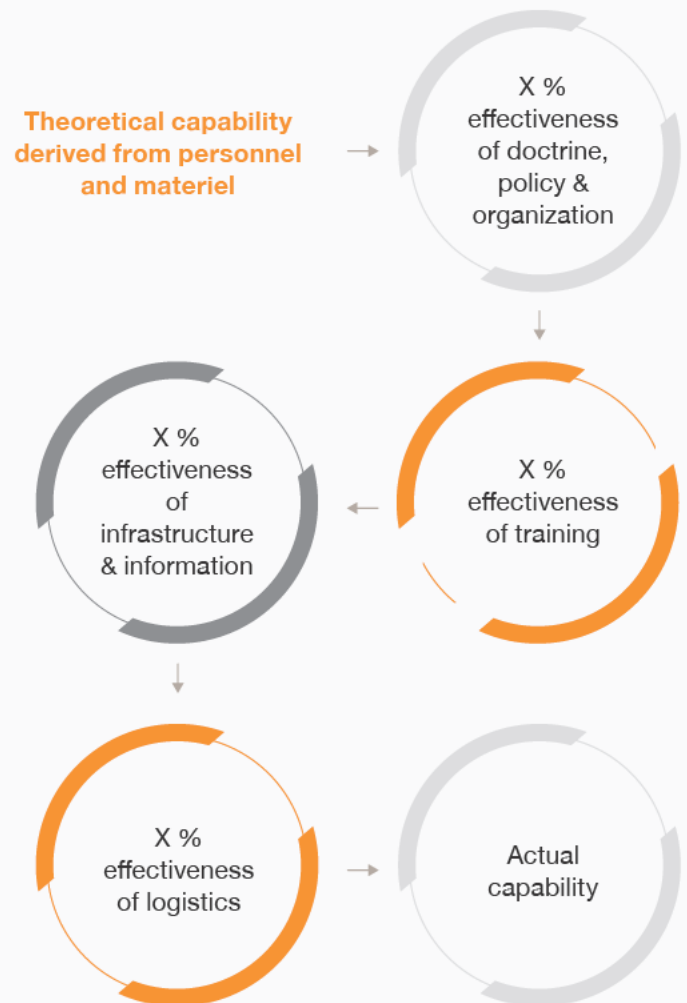 Theoretical capability
derived from personnel
and materiel
X %
effectiveness
of doctrine,
policy &
organization
X %
effectiveness
of training
X %
effectiveness
of
infrastructure
& information
X %
effectiveness
of logistics
Actual
capability